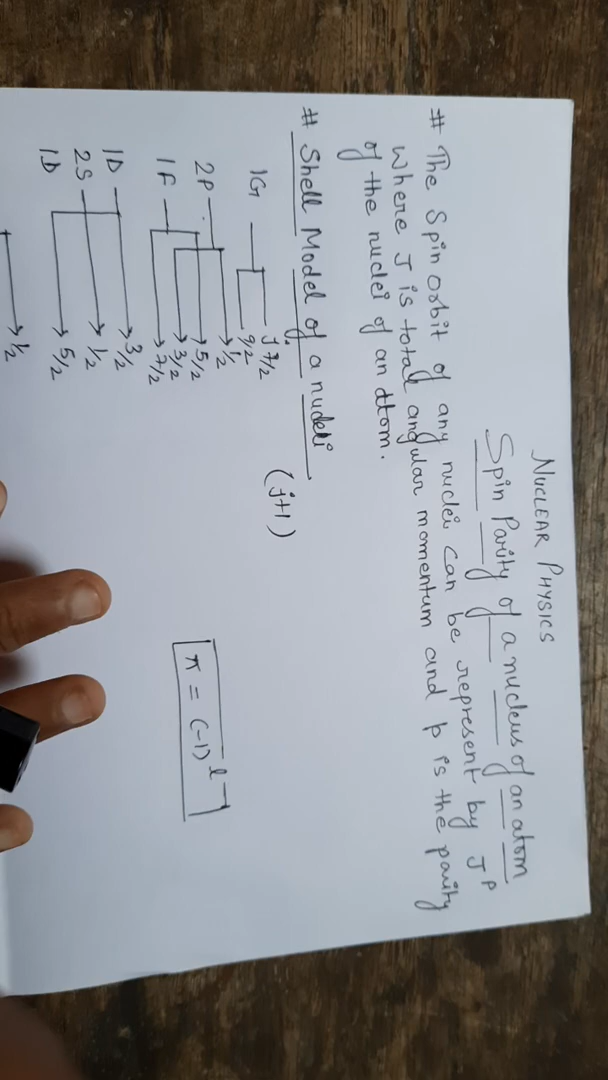 NUCLEAR PHYSICS
Spin Parity of a nucleus of an atom
# The Spin orbit of any nuclei can be represent by J^P
where J is total angular momentum and p is the parity
of the nuclei of an atom.
# Shell Model of a nuclei
(j+1)
1G 7/2
9/2
2P 1/2
5/2
1F 3/2
7/2
π = (-1)^l
1D 3/2
2S 1/2
1D 5/2
1/2